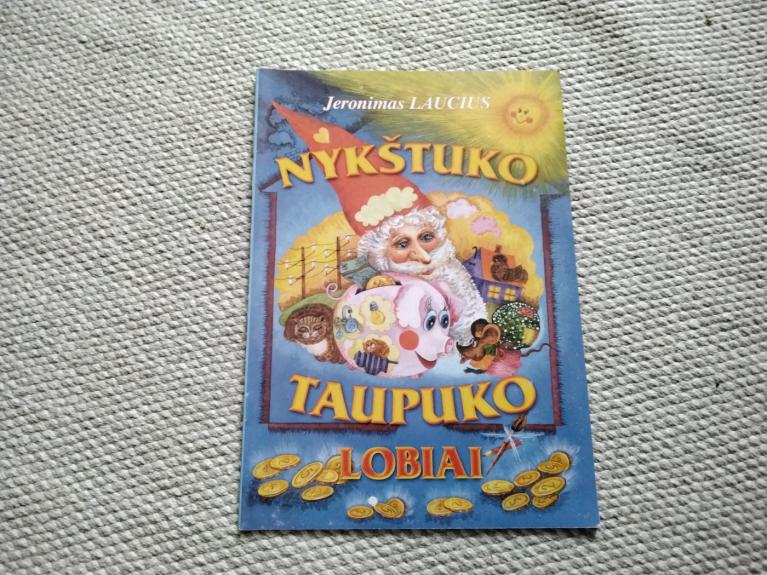 Jeronimas LAUCIUS
NYKŠTUKO
TAUPUKO
LOBIAI